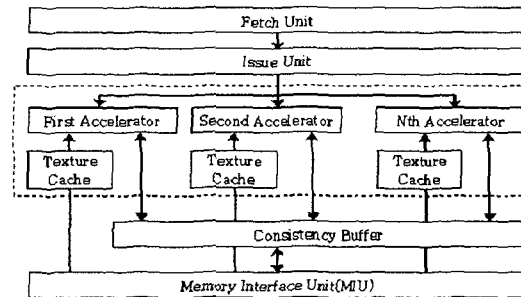 Fetch Unit
Issue Unit
First Accelerator
Second Accelerator
Nth Accelerator
Texture Cache
Texture Cache
Texture Cache
Consistency Buffer
Memory Interface Unit(MIU)